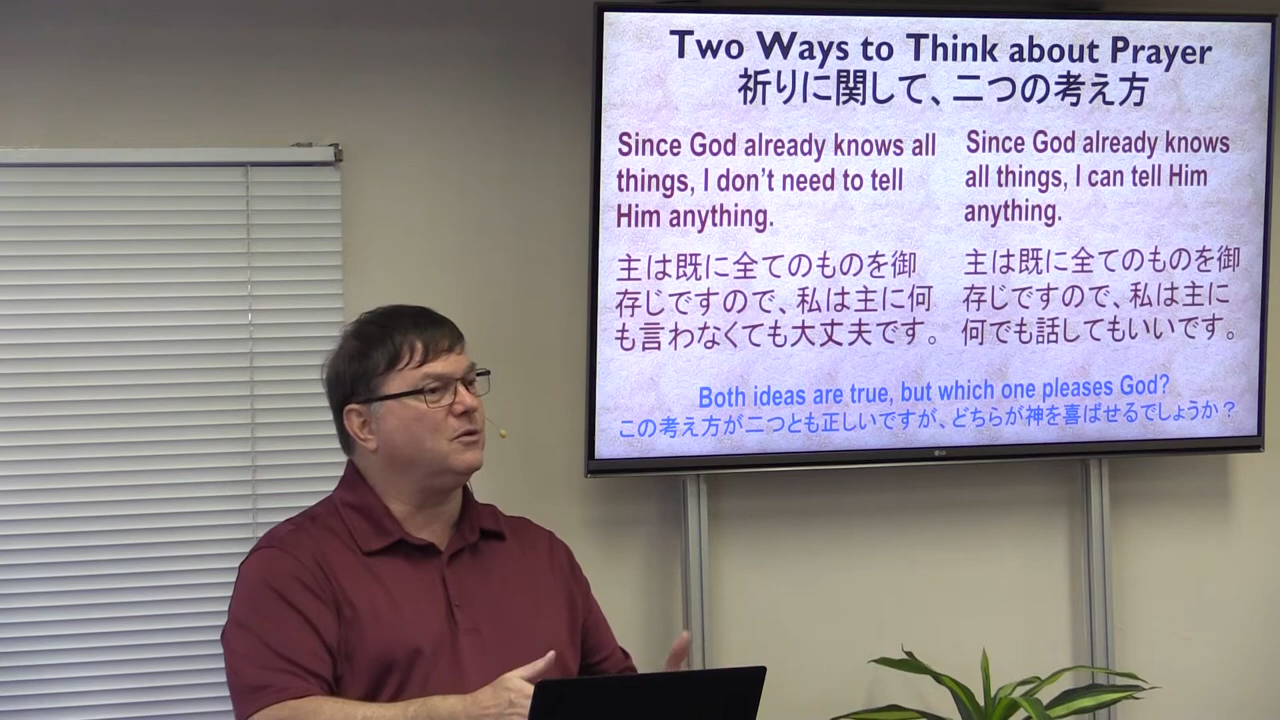 Two Ways to Think about Prayer
祈りに関して、二つの考え方
Since God already knows all
things, I don't need to tell
Him anything.
主は既に全てのものを御
存じですので、私は主に何
も言わなくても大丈夫です。
Since God already knows
all things, I can tell Him
anything.
主は既に全てのものを御
存じですので、私は主に
何でも話してもいいです。
Both ideas are true, but which one pleases God?
この考え方が二つとも正しいですが、どちらが神を喜ばせるでしょうか？
LG